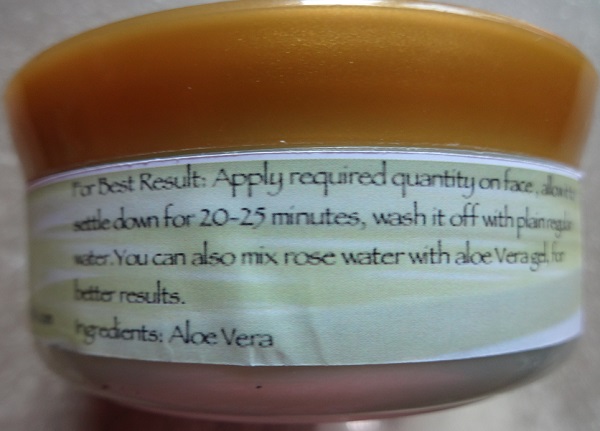 For Best Result: Apply required quantity on face, allow it to
settle down for 20-25 minutes, wash it off with plain regular
water. You can also mix rose water with aloe Vera gel, for
better results.
Ingredients: Aloe Vera